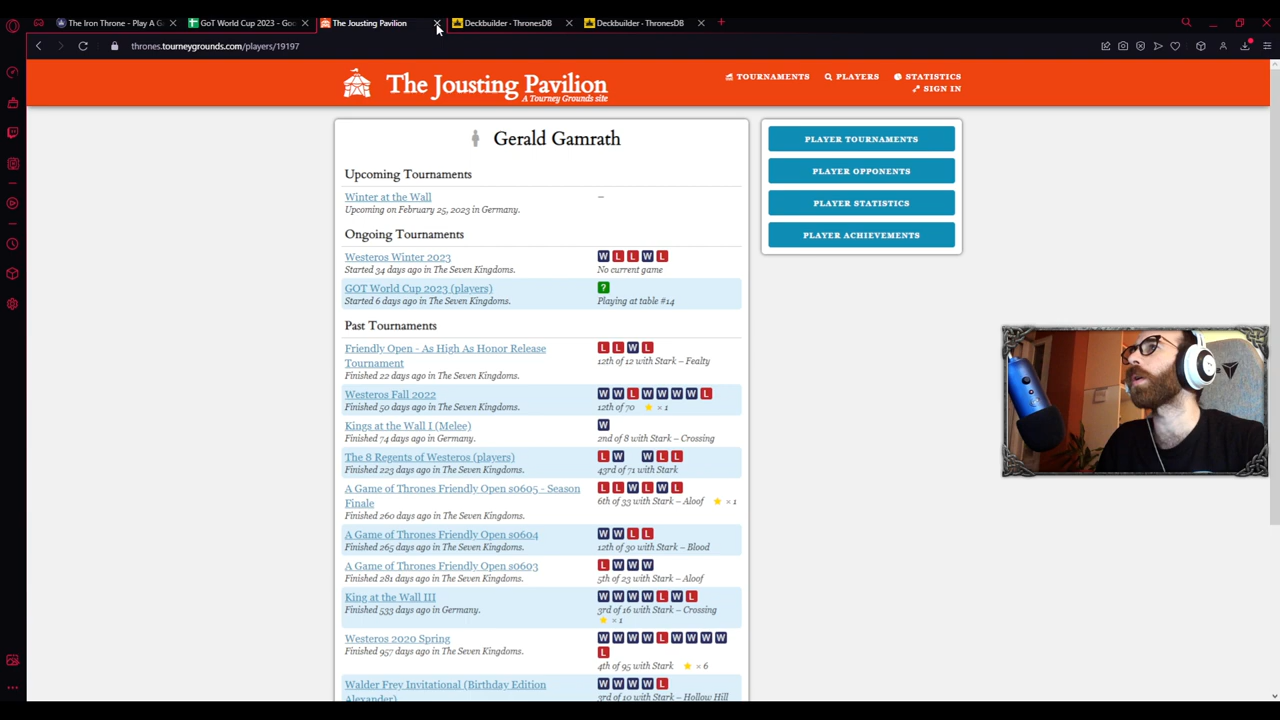 The Iron Throne - Play A G
GoT World Cup 2023 - Goo
The Jousting Pavilion
Deckbuilder - ThronesDB
Deckbuilder - ThronesDB
thrones.tourneygrounds.com/players/19197
The Jousting Pavilion
A Tourney Grounds site
TOURNAMENTS
PLAYERS
STATISTICS
SIGN IN
Gerald Gamrath
Upcoming Tournaments
Winter at the Wall –
Upcoming on February 25, 2023 in Germany.
Ongoing Tournaments
Westeros Winter 2023 W L L W L
Started 34 days ago in The Seven Kingdoms. No current game
GOT World Cup 2023 (players) ?
Started 6 days ago in The Seven Kingdoms. Playing at table #14
Past Tournaments
Friendly Open - As High As Honor Release L L W L
Tournament 12th of 12 with Stark – Fealty
Finished 22 days ago in The Seven Kingdoms.
Westeros Fall 2022 W W L W W W W L
Finished 50 days ago in The Seven Kingdoms. 12th of 70 ★ × 1
Kings at the Wall I (Melee) W
Finished 74 days ago in Germany. 2nd of 8 with Stark – Crossing
The 8 Regents of Westeros (players) L W W L L
Finished 223 days ago in The Seven Kingdoms. 43rd of 71 with Stark
A Game of Thrones Friendly Open s0605 - Season L L W L W L
Finale 6th of 33 with Stark – Aloof ★ × 1
Finished 260 days ago in The Seven Kingdoms.
A Game of Thrones Friendly Open s0604 W W L L
Finished 265 days ago in The Seven Kingdoms. 12th of 30 with Stark – Blood
A Game of Thrones Friendly Open s0603 L W W W
Finished 281 days ago in The Seven Kingdoms. 5th of 23 with Stark – Aloof
King at the Wall III W W W W L W L
Finished 533 days ago in Germany. 3rd of 16 with Stark – Crossing
★ × 1
Westeros 2020 Spring W W W W L W W W W
Finished 957 days ago in The Seven Kingdoms. L
4th of 95 with Stark ★ × 6
Walder Frey Invitational (Birthday Edition W W W W L
Alexander) 3rd of 10 with Stark – Hollow Hill
PLAYER TOURNAMENTS
PLAYER OPPONENTS
PLAYER STATISTICS
PLAYER ACHIEVEMENTS